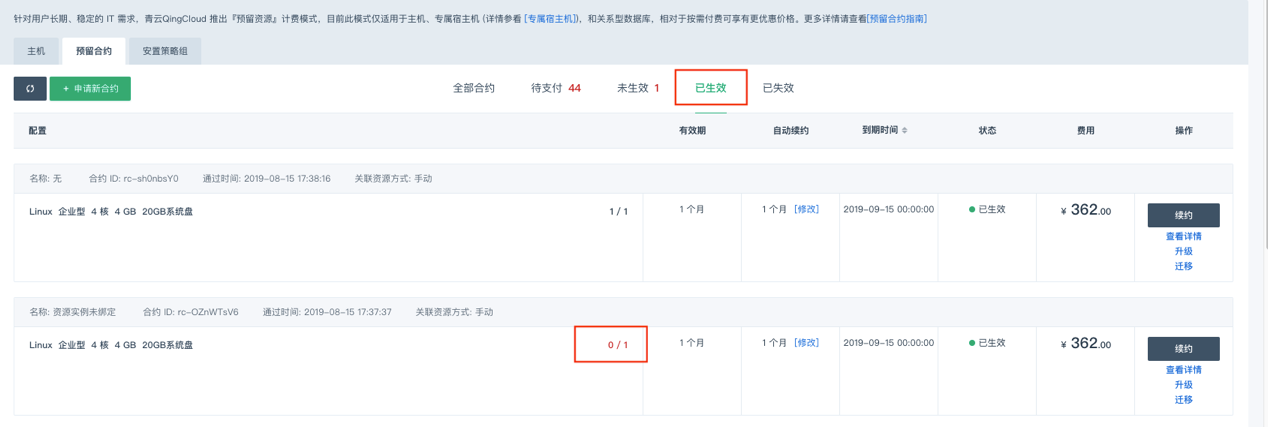 针对用户长期、稳定的 IT 需求，青云QingCloud 推出『预留资源』计费模式，目前此模式仅适用于主机、专属宿主机 (详情参看 [专属宿主机])，和关系型数据库，相对于按需付费可享有更优惠价格。更多详情请查看[预留合约指南]
主机 预留合约 安置策略组
+ 申请新合约 全部合约 待支付 44 未生效 1 已生效 已失效
配置 有效期 自动续约 到期时间 状态 费用 操作
名称: 无 合约 ID: rc-sh0nbsY0 通过时间: 2019-08-15 17:38:16 关联资源方式: 手动
Linux 企业型 4 核 4 GB 20GB系统盘 1 / 1 1 个月 1 个月 [修改] 2019-09-15 00:00:00 已生效 ¥ 362.00 续约
查看详情
升级
迁移
名称: 资源实例未绑定 合约 ID: rc-OZnWTsV6 通过时间: 2019-08-15 17:37:37 关联资源方式: 手动
Linux 企业型 4 核 4 GB 20GB系统盘 0 / 1 1 个月 1 个月 [修改] 2019-09-15 00:00:00 已生效 ¥ 362.00 续约
查看详情
升级
迁移